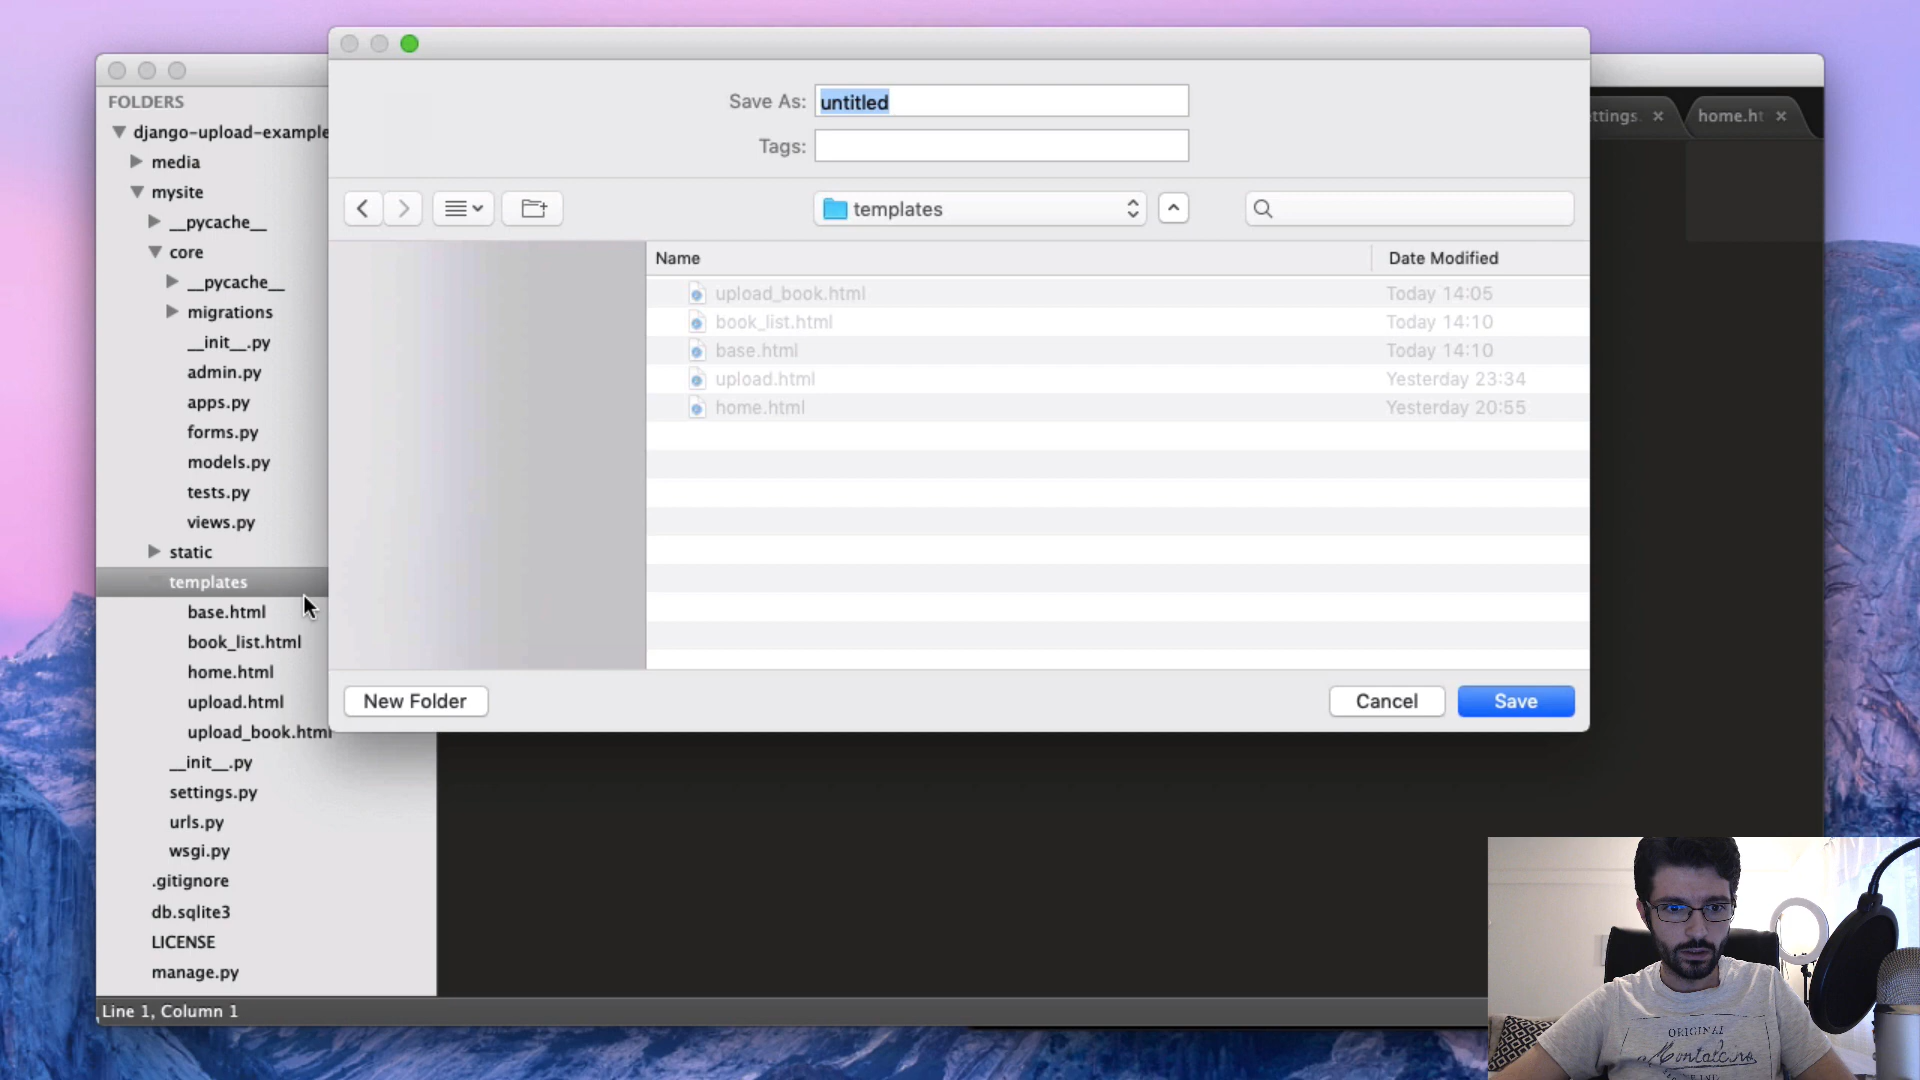 Save As: untitled
Tags:
templates
Name Date Modified
upload_book.html Today 14:05
book_list.html Today 14:10
base.html Today 14:10
upload.html Yesterday 23:34
home.html Yesterday 20:55
New Folder Cancel Save
FOLDERS
django-upload-example
media
mysite
__pycache__
core
__pycache__
migrations
__init__.py
admin.py
apps.py
forms.py
models.py
tests.py
views.py
static
templates
base.html
book_list.html
home.html
upload.html
upload_book.html
__init__.py
settings.py
urls.py
wsgi.py
.gitignore
db.sqlite3
LICENSE
manage.py
ttings home.ht
Line 1, Column 1
ORIGINAL